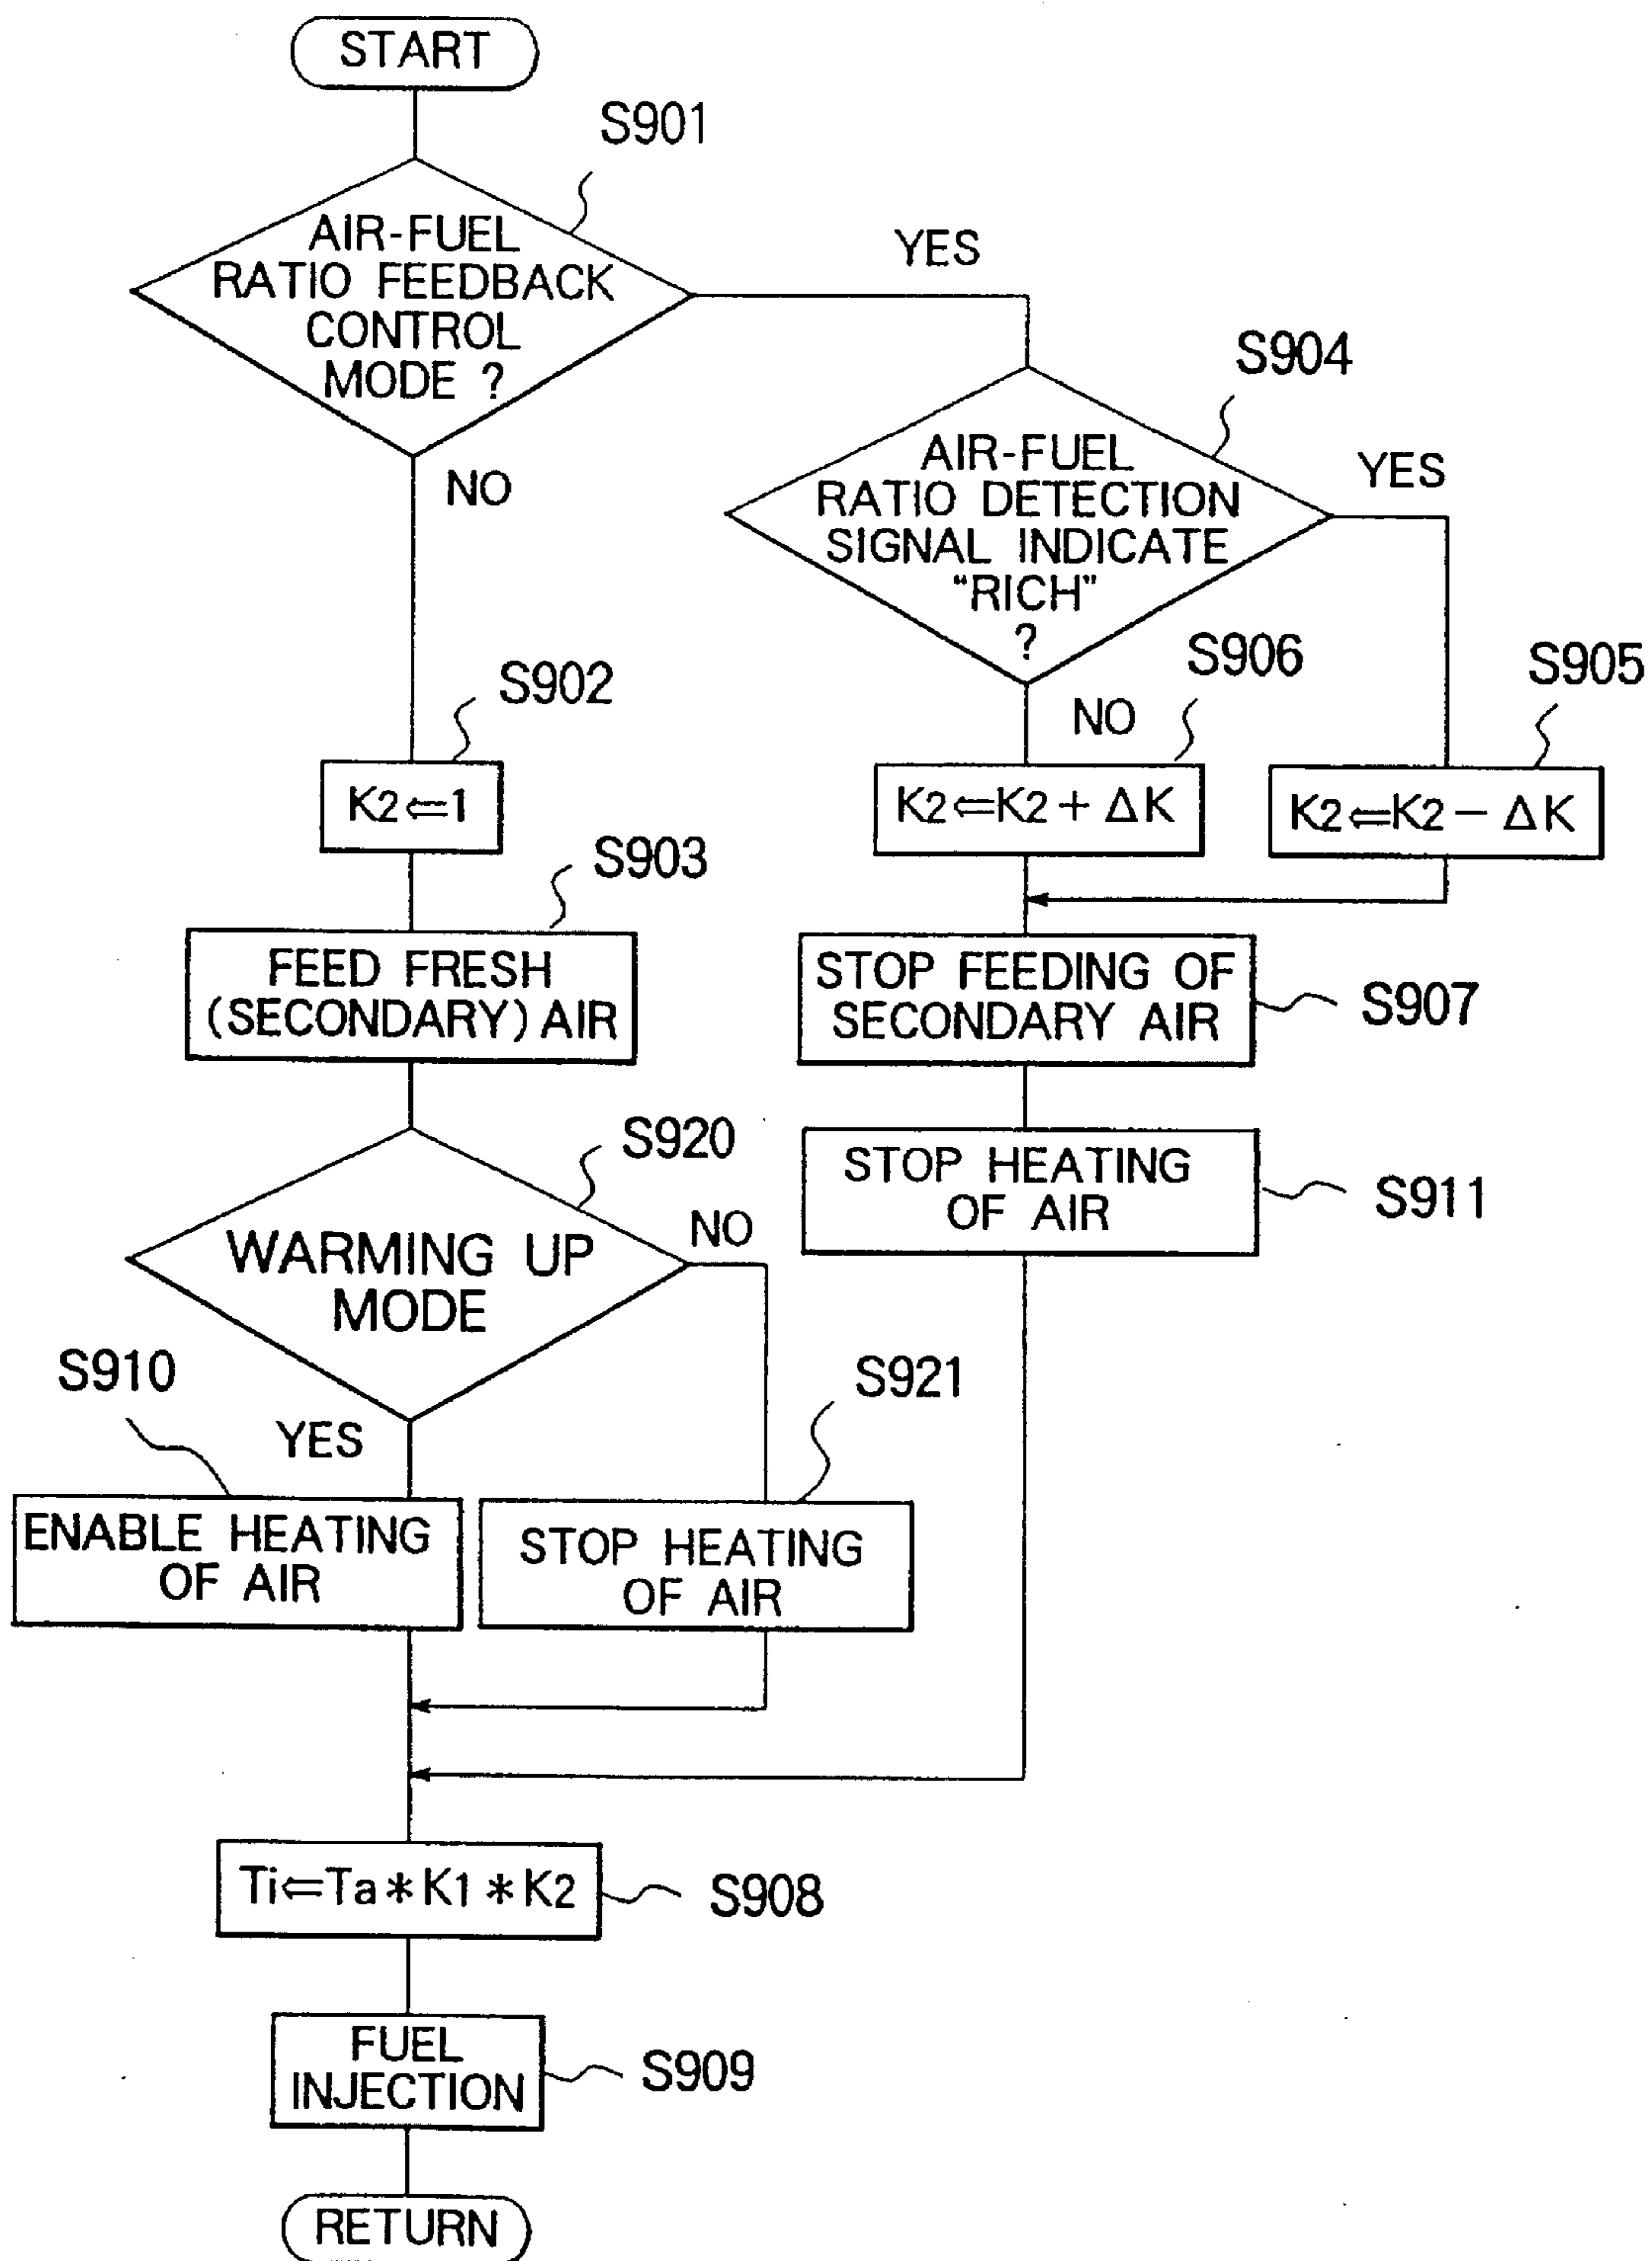 START
S901
AIR-FUEL
RATIO FEEDBACK
CONTROL
MODE ?
YES
NO
S904
AIR-FUEL
RATIO DETECTION
SIGNAL INDICATE
“RICH”
?
YES
NO
S902
K2⇐1
S906
K2⇐K2 + ΔK
S905
K2⇐K2 − ΔK
S903
FEED FRESH
(SECONDARY) AIR
STOP FEEDING OF
SECONDARY AIR
S907
S920
WARMING UP
MODE
NO
YES
STOP HEATING
OF AIR
S911
S910
ENABLE HEATING
OF AIR
S921
STOP HEATING
OF AIR
Ti⇐Ta * K1 * K2
S908
FUEL
INJECTION
S909
RETURN